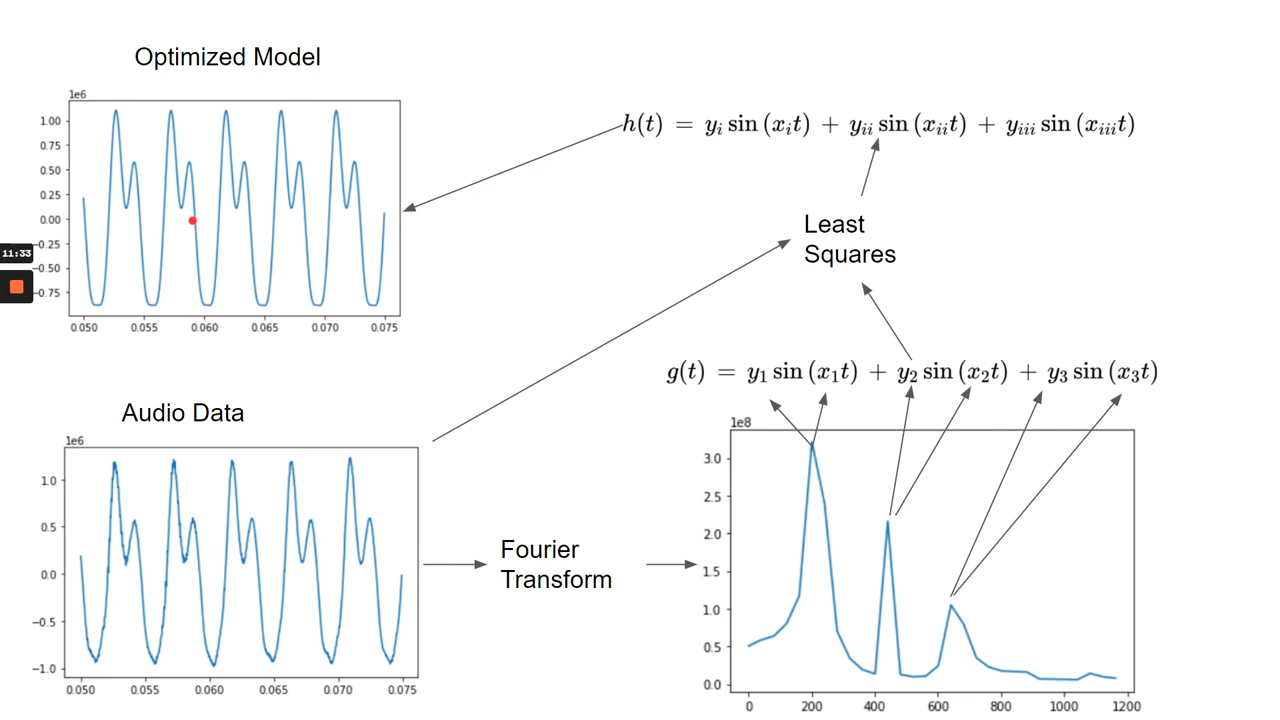 Optimized Model
1e6
1.00
0.75
0.50
0.25
0.00
−0.25
−0.50
−0.75
0.050 0.055 0.060 0.065 0.070 0.075
11:33
h(t) = y_i sin (x_i t) + y_ii sin (x_ii t) + y_iii sin (x_iii t)
Least
Squares
g(t) = y_1 sin (x_1 t) + y_2 sin (x_2 t) + y_3 sin (x_3 t)
Audio Data
1e6
1.0
0.5
0.0
−0.5
−1.0
0.050 0.055 0.060 0.065 0.070 0.075
Fourier
Transform
1e8
3.0
2.5
2.0
1.5
1.0
0.5
0.0
0 200 400 600 800 1000 1200